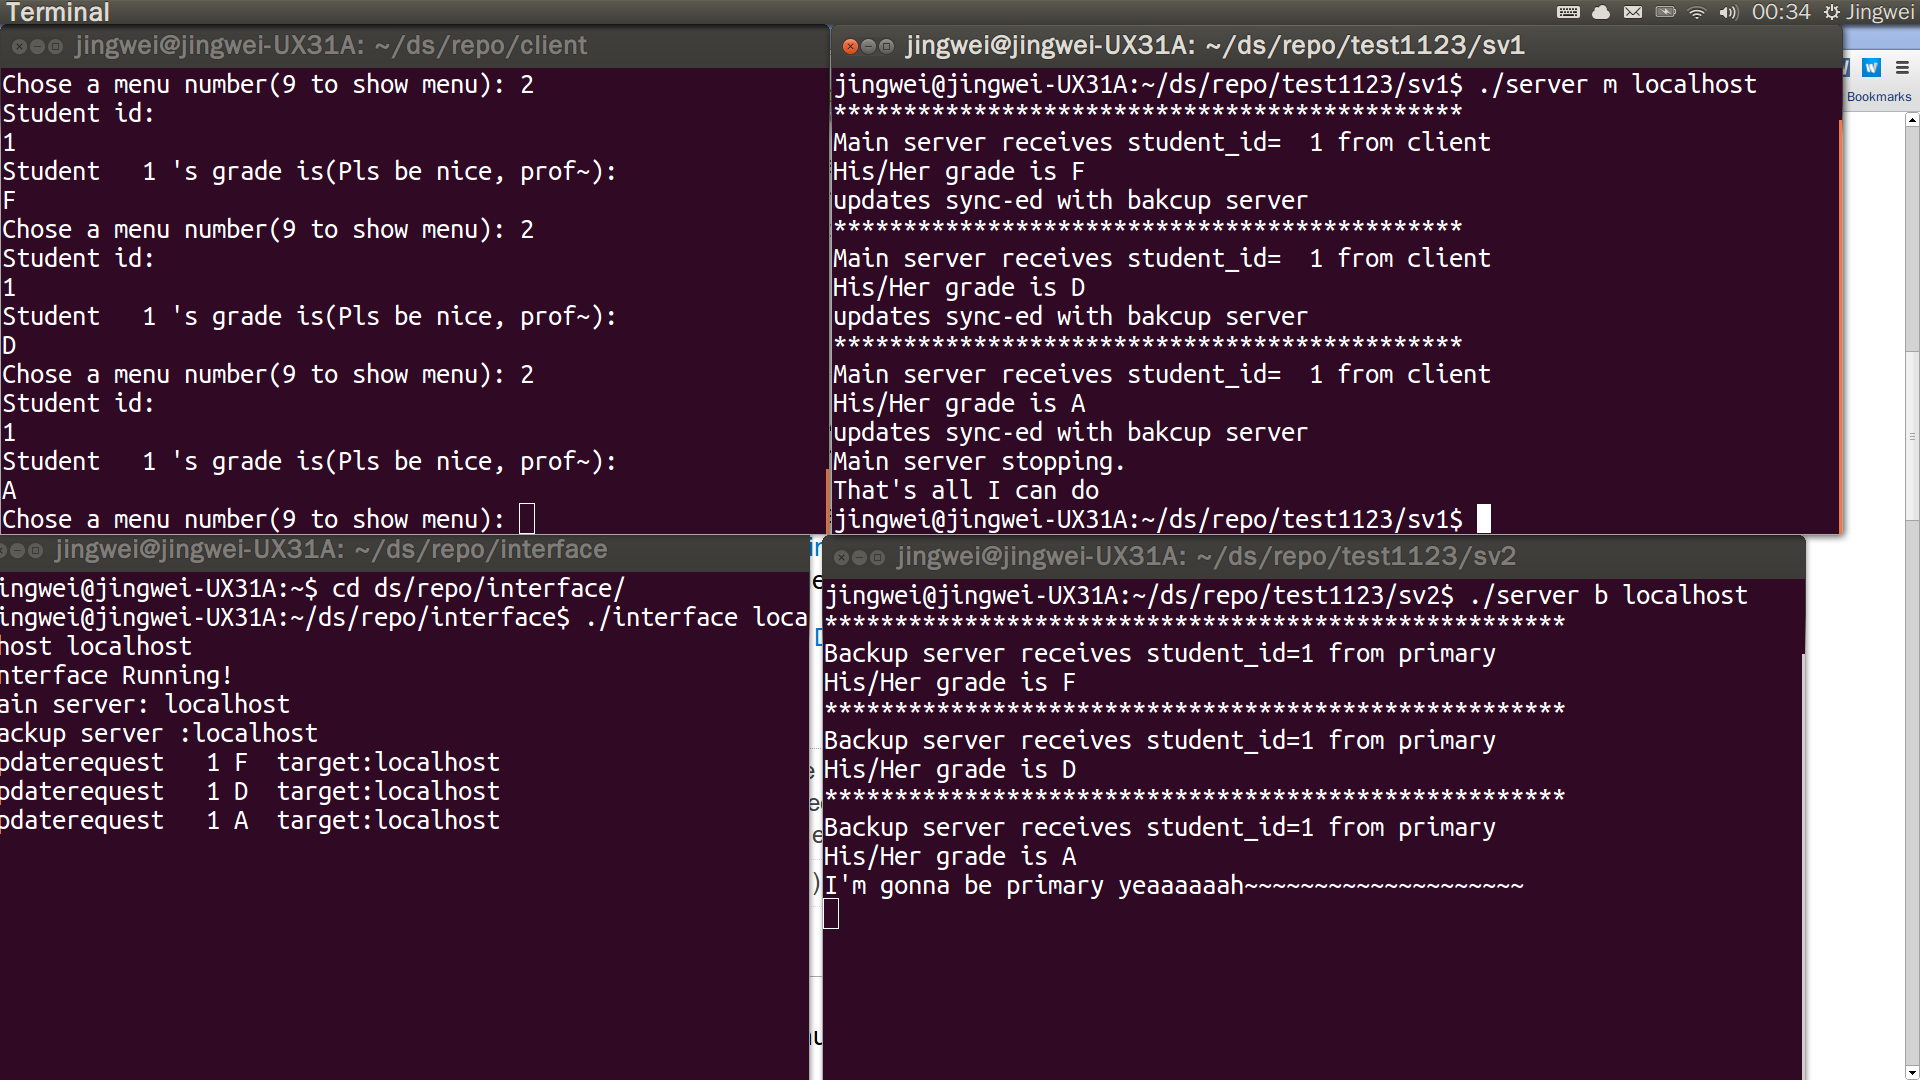 Terminal
00:34 Jingwei
jingwei@jingwei-UX31A: ~/ds/repo/client
Chose a menu number(9 to show menu): 2
Student id:
1
Student   1 's grade is(Pls be nice, prof~):
F
Chose a menu number(9 to show menu): 2
Student id:
1
Student   1 's grade is(Pls be nice, prof~):
D
Chose a menu number(9 to show menu): 2
Student id:
1
Student   1 's grade is(Pls be nice, prof~):
A
Chose a menu number(9 to show menu):
jingwei@jingwei-UX31A: ~/ds/repo/test1123/sv1
jingwei@jingwei-UX31A:~/ds/repo/test1123/sv1$ ./server m localhost
*********************************************
Main server receives student_id=  1 from client
His/Her grade is F
updates sync-ed with bakcup server
*********************************************
Main server receives student_id=  1 from client
His/Her grade is D
updates sync-ed with bakcup server
*********************************************
Main server receives student_id=  1 from client
His/Her grade is A
updates sync-ed with bakcup server
Main server stopping.
That's all I can do
jingwei@jingwei-UX31A:~/ds/repo/test1123/sv1$
Bookmarks
jingwei@jingwei-UX31A: ~/ds/repo/interface
ingwei@jingwei-UX31A:~$ cd ds/repo/interface/
ingwei@jingwei-UX31A:~/ds/repo/interface$ ./interface loca
host localhost
nterface Running!
ain server: localhost
ackup server :localhost
pdaterequest   1 F  target:localhost
pdaterequest   1 D  target:localhost
pdaterequest   1 A  target:localhost
jingwei@jingwei-UX31A: ~/ds/repo/test1123/sv2
jingwei@jingwei-UX31A:~/ds/repo/test1123/sv2$ ./server b localhost
*****************************************************
Backup server receives student_id=1 from primary
His/Her grade is F
*****************************************************
Backup server receives student_id=1 from primary
His/Her grade is D
*****************************************************
Backup server receives student_id=1 from primary
His/Her grade is A
I'm gonna be primary yeaaaaaah~~~~~~~~~~~~~~~~~~~~